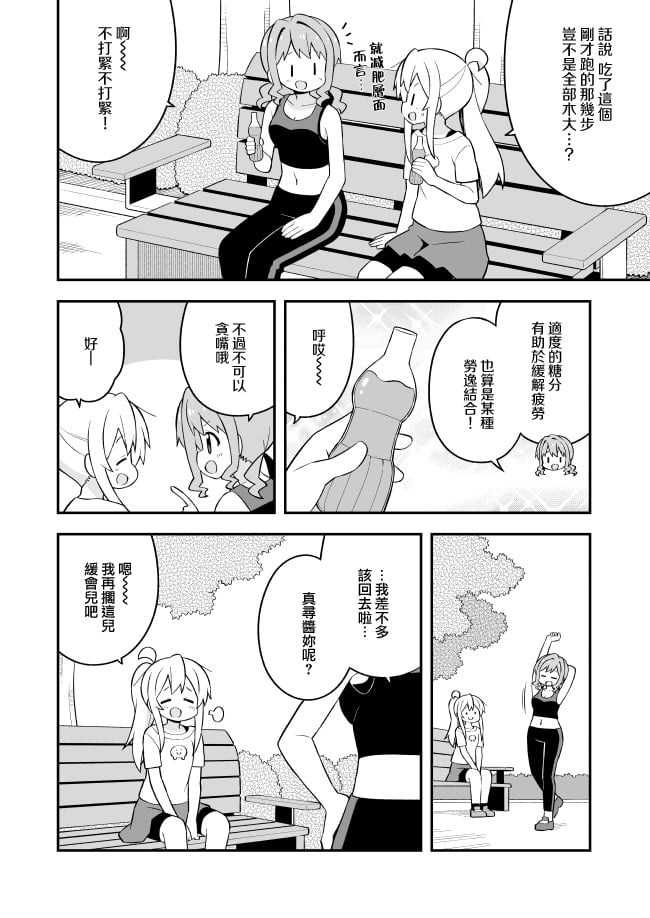 話說 吃了這個
剛才跑的那幾步
豈不是全部木大…?
就減肥層面
而言…
啊~~~
不打緊不打緊！
適度的糖分
有助於緩解疲勞
也算是某種
勞逸結合！
呼哎~~~
不過不可以
貪嘴哦
好—
…我差不多
該回去啦…
真尋醬妳呢？
嗯~~~
我再擱這兒
緩會兒吧